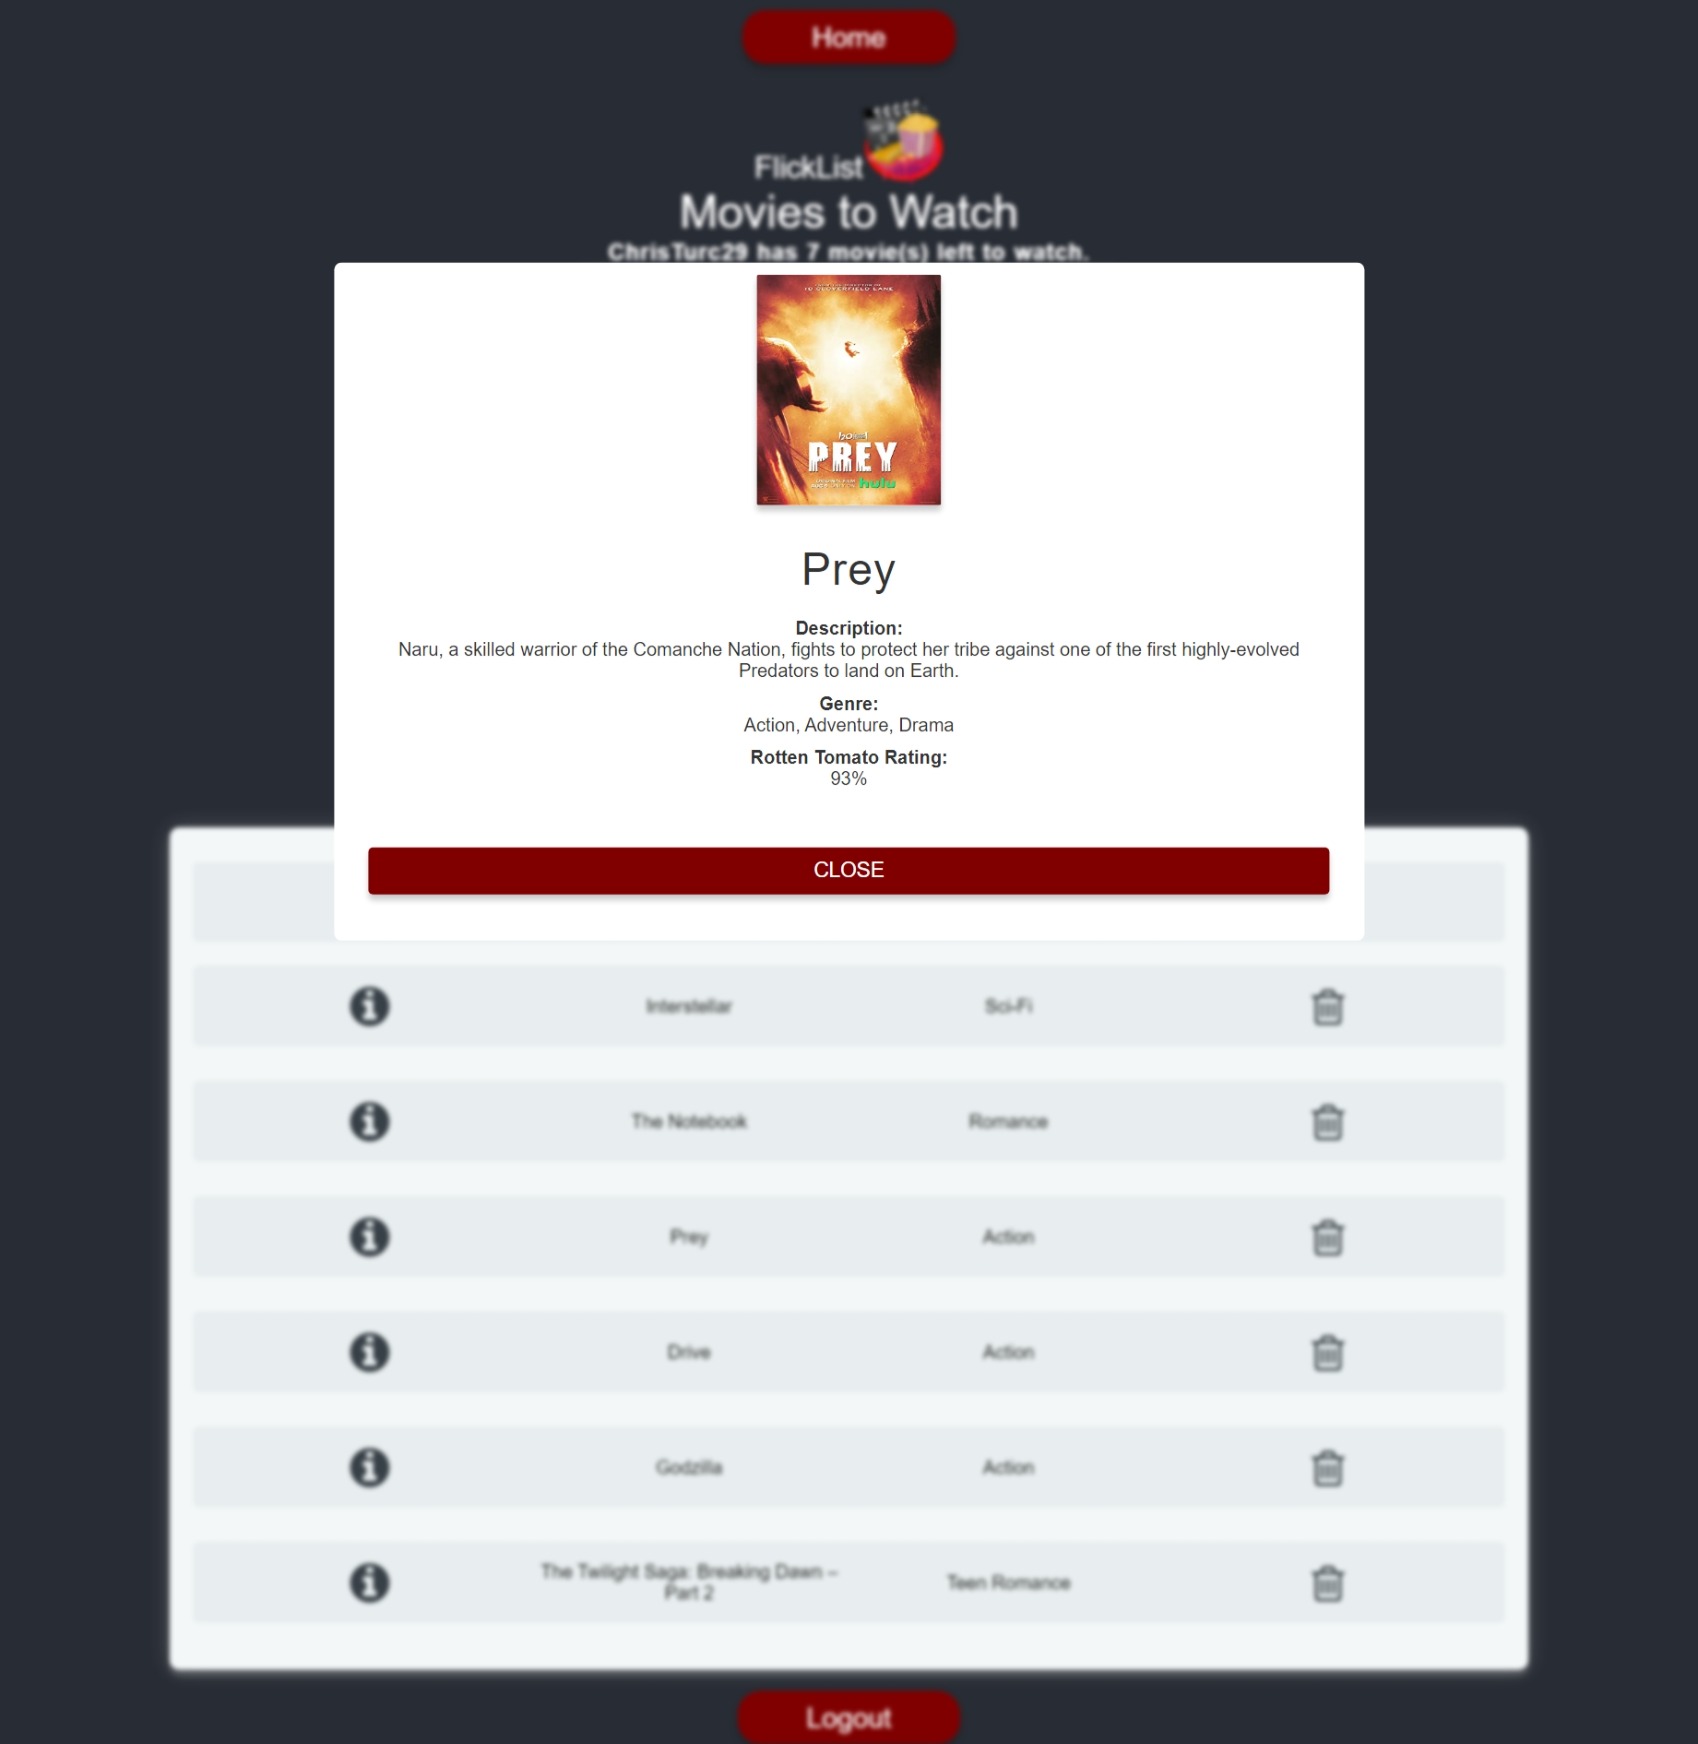 Home
FlickList
Movies to Watch
ChrisTurc29 has 7 movie(s) left to watch.
10 CLOVERFIELD LANE
PREY
hulu
Prey
Description:
Naru, a skilled warrior of the Comanche Nation, fights to protect her tribe against one of the first highly-evolved
Predators to land on Earth.
Genre:
Action, Adventure, Drama
Rotten Tomato Rating:
93%
CLOSE
Interstellar Sci-Fi
The Notebook Romance
Prey Action
Drive Action
Godzilla Action
The Twilight Saga: Breaking Dawn –
Part 2 Teen Romance
Logout